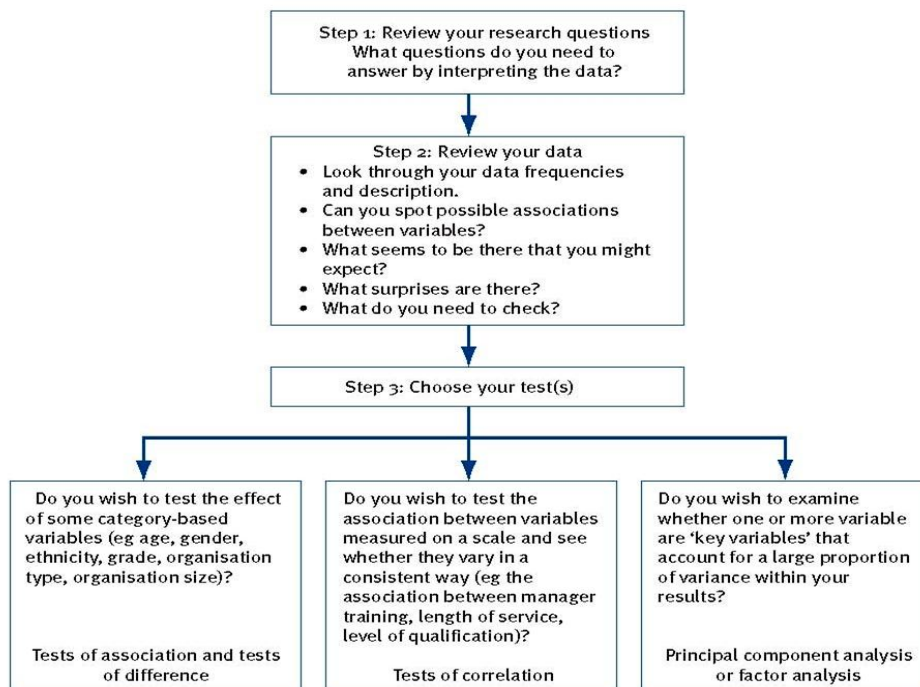 Step 1: Review your research questions
What questions do you need to
answer by interpreting the data?
Step 2: Review your data
• Look through your data frequencies
and description.
• Can you spot possible associations
between variables?
• What seems to be there that you might
expect?
• What surprises are there?
• What do you need to check?
Step 3: Choose your test(s)
Do you wish to test the effect
of some category-based
variables (eg age, gender,
ethnicity, grade, organisation
type, organisation size)?
Tests of association and tests
of difference
Do you wish to test the
association between variables
measured on a scale and see
whether they vary in a
consistent way (eg the
association between manager
training, length of service,
level of qualification)?
Tests of correlation
Do you wish to examine
whether one or more variable
are ‘key variables’ that
account for a large proportion
of variance within your
results?
Principal component analysis
or factor analysis